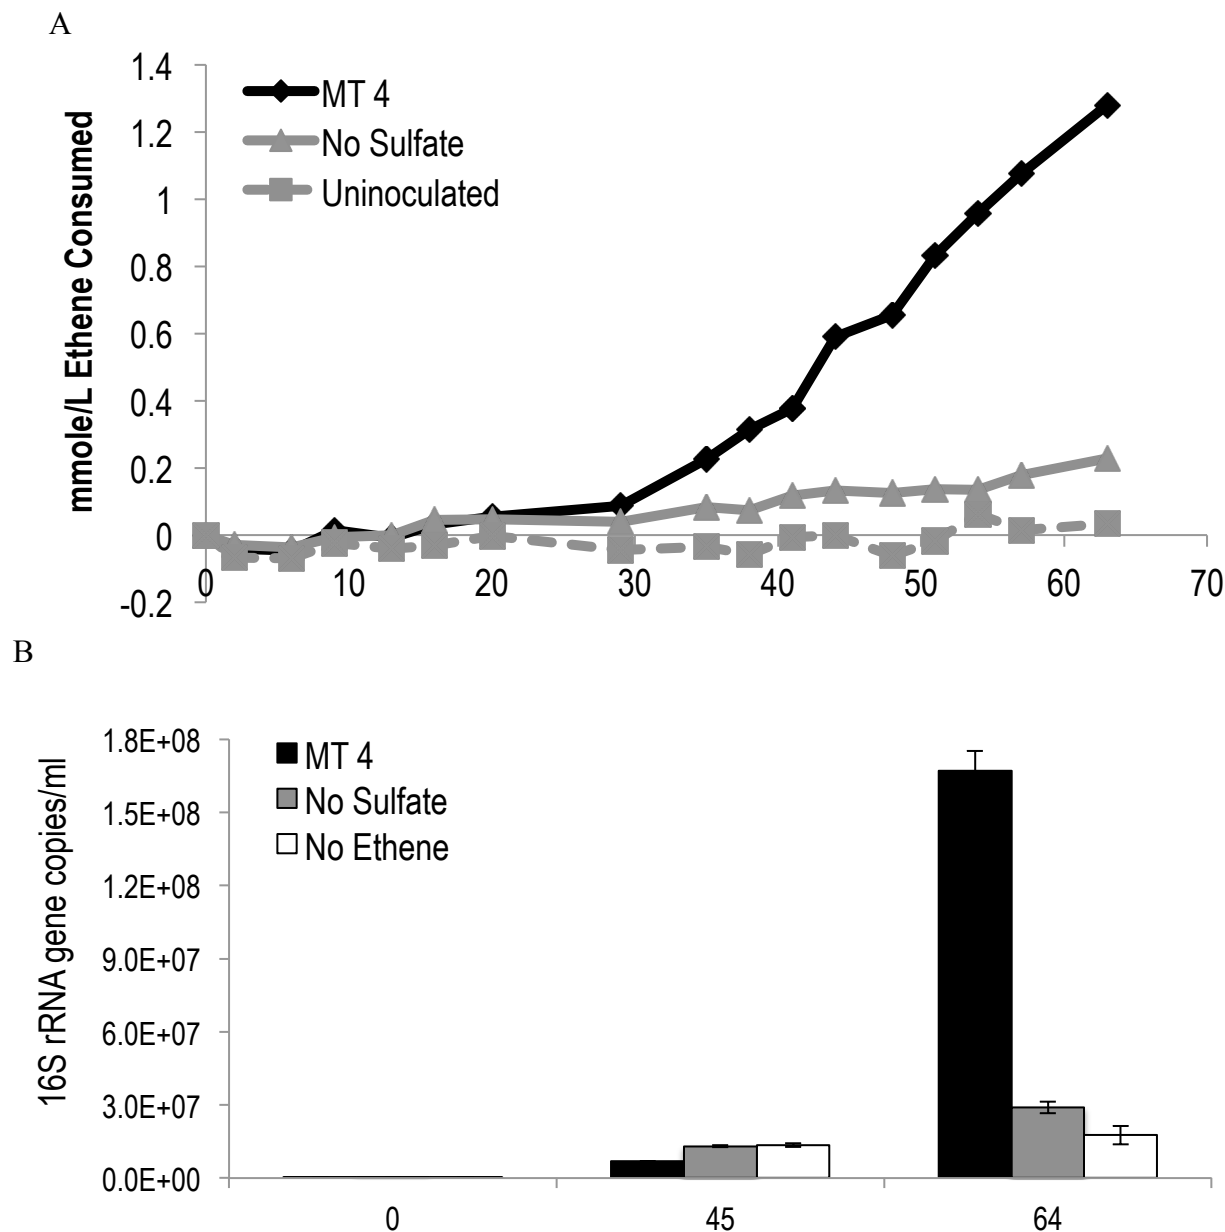 A
mmole/L Ethene Consumed
1.4
1.2
1
0.8
0.6
0.4
0.2
0
-0.2
MT 4
No Sulfate
Uninoculated
0 10 20 30 40 50 60 70
B
16S rRNA gene copies/ml
1.8E+08
1.5E+08
1.2E+08
9.0E+07
6.0E+07
3.0E+07
0.0E+00
MT 4
No Sulfate
No Ethene
0 45 64